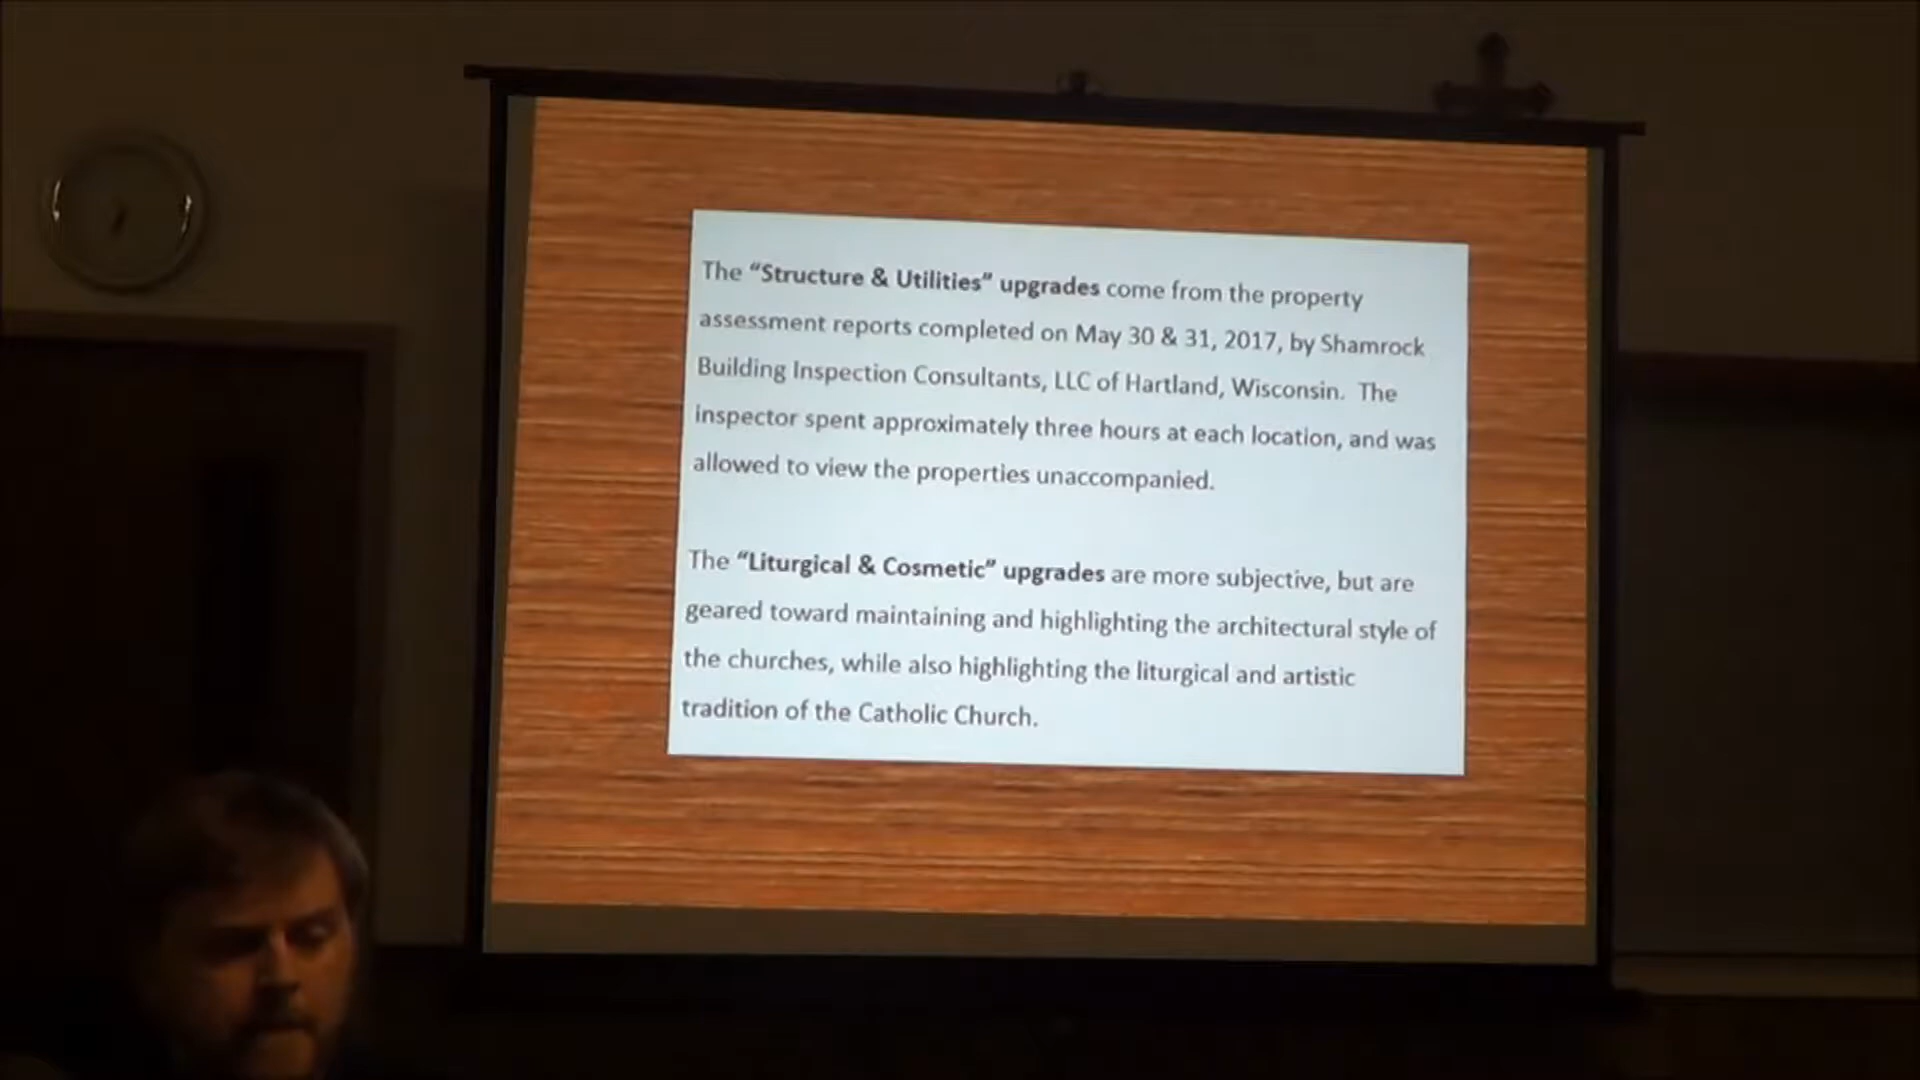 The “Structure & Utilities” upgrades come from the property
assessment reports completed on May 30 & 31, 2017, by Shamrock
Building Inspection Consultants, LLC of Hartland, Wisconsin. The
inspector spent approximately three hours at each location, and was
allowed to view the properties unaccompanied.
The “Liturgical & Cosmetic” upgrades are more subjective, but are
geared toward maintaining and highlighting the architectural style of
the churches, while also highlighting the liturgical and artistic
tradition of the Catholic Church.